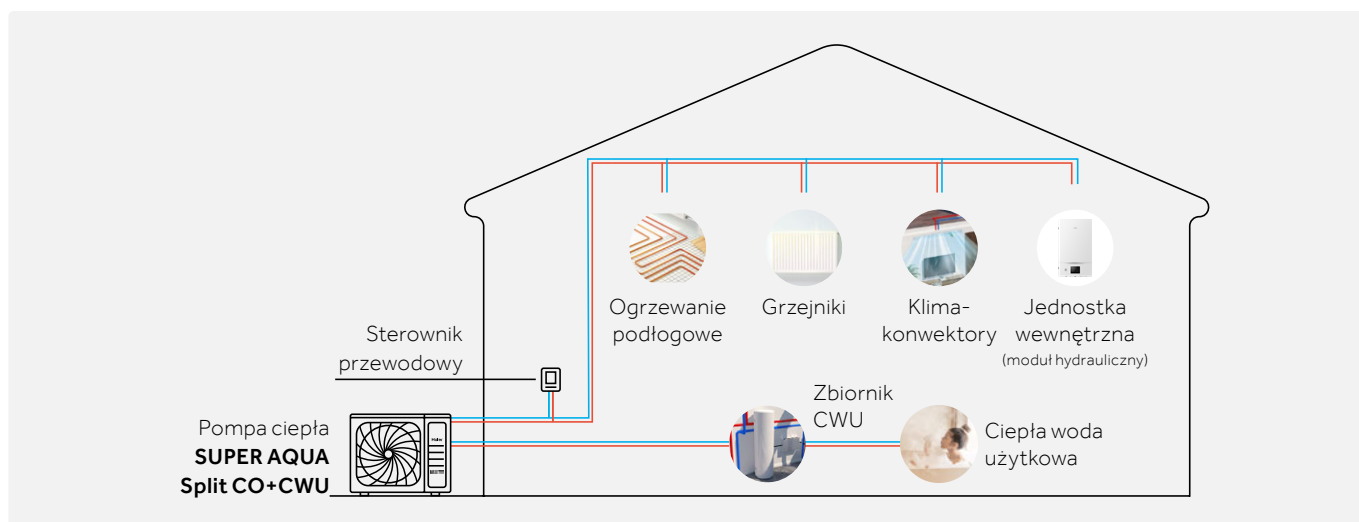 Ogrzewanie
podłogowe
Grzejniki
Klima-
konwektory
Jednostka
wewnętrzna
(moduł hydrauliczny)
Sterownik
przewodowy
Zbiornik
CWU
Ciepła woda
użytkowa
Pompa ciepła
SUPER AQUA
Split CO+CWU
Haier